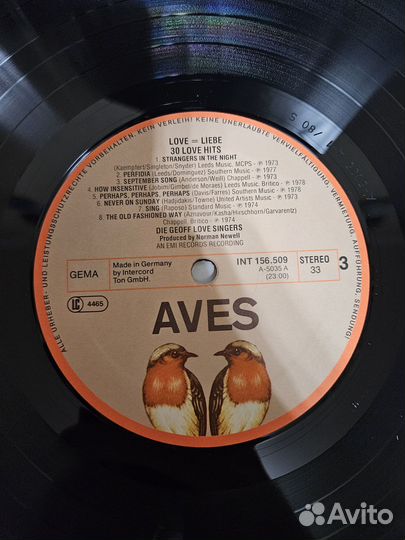 ALLE URHEBER- UND LEISTUNGSSCHUTZRECHTE VORBEHALTEN. KEIN VERLEIH! KEINE UNERLAUBTE VERVIELFÄLTIGUNG, VERMIETUNG, AUFFÜHRUNG, SENDUNG!
LOVE = LIEBE
30 LOVE HITS
1. STRANGERS IN THE NIGHT
(Kaempfert/Singleton/Snyder) Leeds Music, MCPS - ℗ 1973
2. PERFIDIA (Leeds/Dominguez) Southern Music - ℗ 1978
3. SEPTEMBER SONG (Anderson/Weill) Chappell - ℗ 1973
4. HOW INSENSITIVE (Jobim/Gimbel/de Moraes) Leeds Music, Britico - ℗ 1978
5. PERHAPS, PERHAPS, PERHAPS (Davis/Farres) Southern Music - ℗ 1978
6. NEVER ON SUNDAY (Hadjidakis/Towne) United Artists Music - ℗ 1973
7. SING (Raposo) Standard Music - ℗ 1974
8. THE OLD FASHIONED WAY (Aznavour/Kasha/Hirschhorn/Garvarentz)
Chappell, Britico - ℗ 1974
DIE GEOFF LOVE SINGERS
Produced by Norman Newell
AN EMI RECORDS RECORDING
GEMA
Made in Germany
by Intercord
Ton GmbH.
INT 156.509
A-5035 A
(23:00)
STEREO
33
3
LC 4465
AVES
Avito